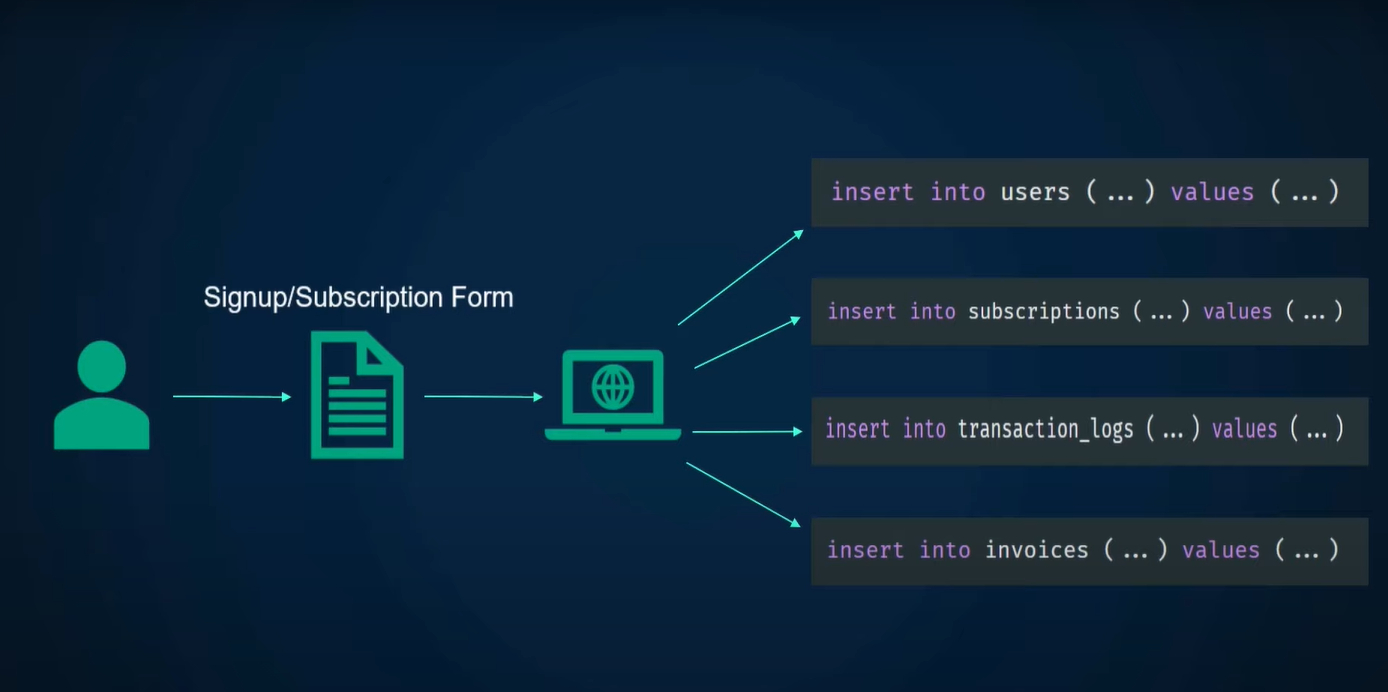 Signup/Subscription Form
insert into users (...) values (...)
insert into subscriptions (...) values (...)
insert into transaction_logs (...) values (...)
insert into invoices (...) values (...)